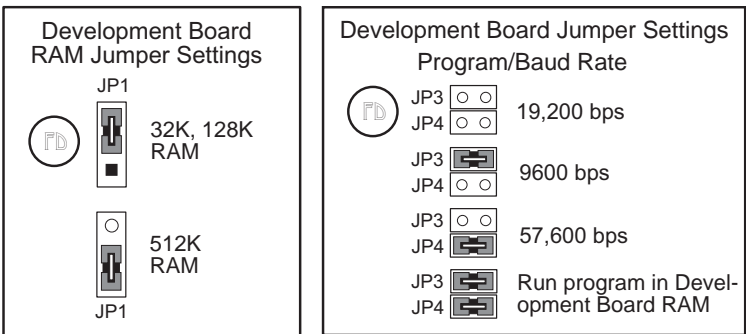 Development Board
RAM Jumper Settings
JP1
FD
32K, 128K
RAM
512K
RAM
JP1
Development Board Jumper Settings
Program/Baud Rate
FD
JP3
JP4
19,200 bps
JP3
JP4
9600 bps
JP3
JP4
57,600 bps
JP3
JP4
Run program in Devel-
opment Board RAM